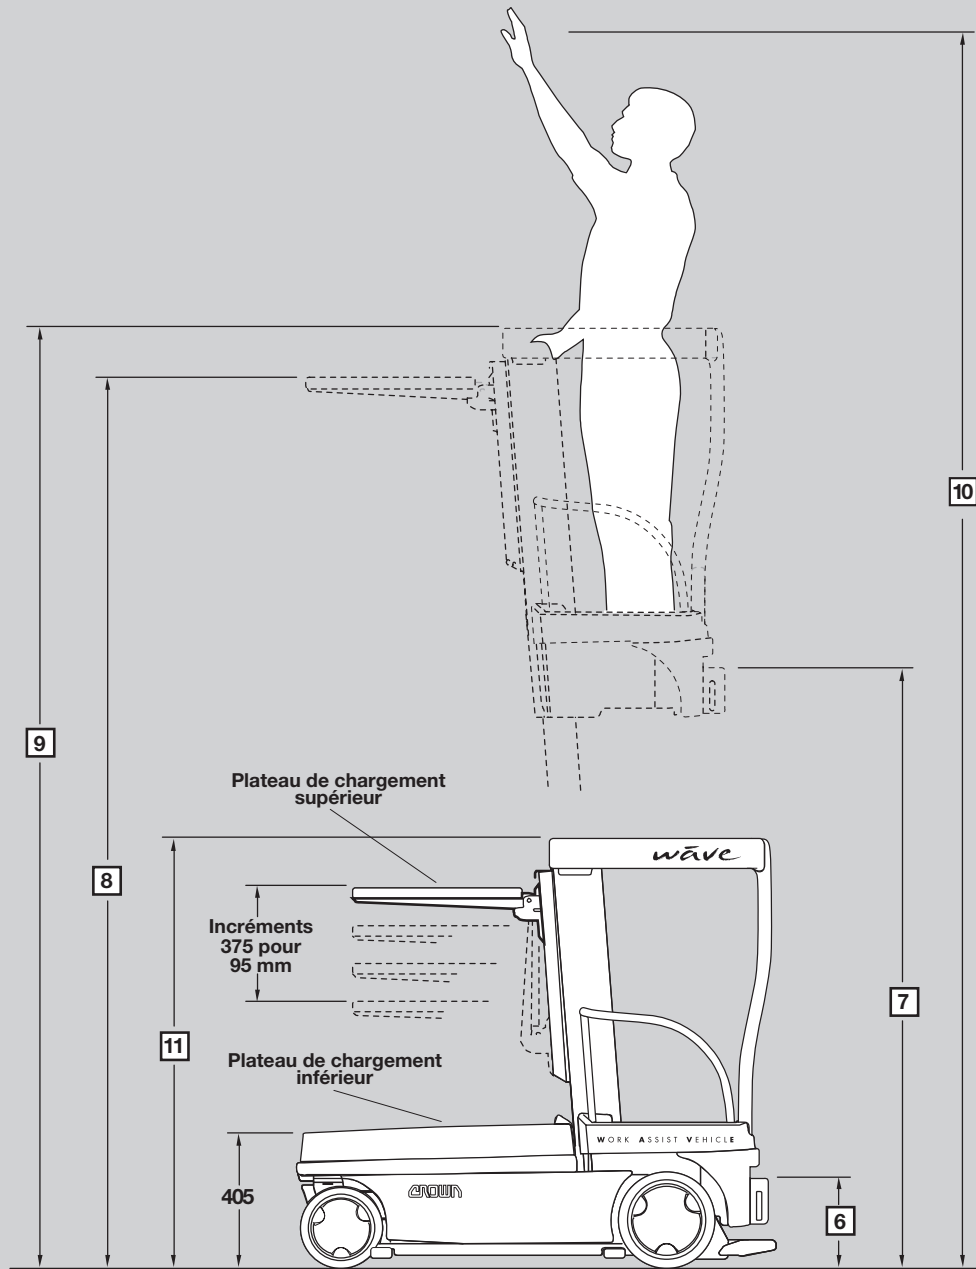 10
9
Plateau de chargement
supérieur
8
wāve
Incréments
375 pour
95 mm
7
11
Plateau de chargement
inférieur
WORK ASSIST VEHICLE
405
CROWN
6